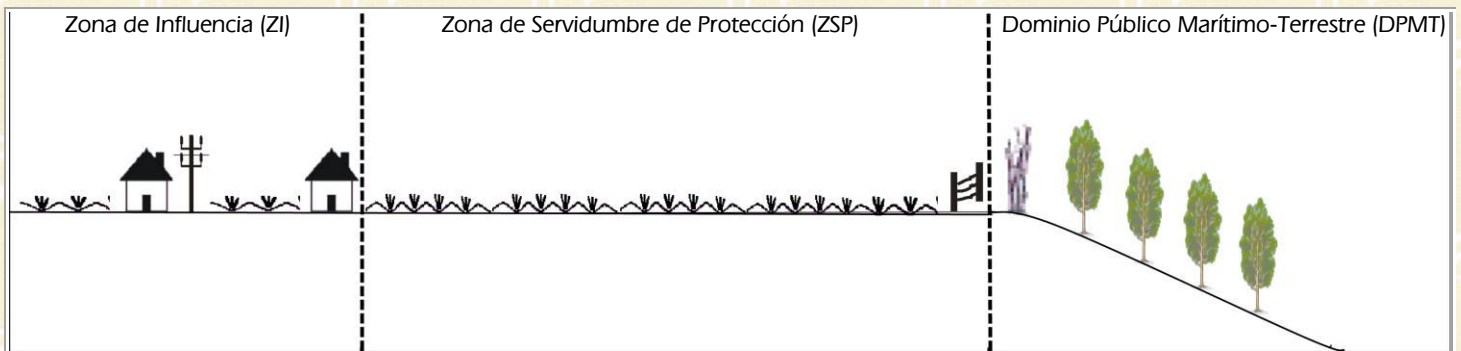 Zona de Influencia (ZI)
Zona de Servidumbre de Protección (ZSP)
Dominio Público Marítimo-Terrestre (DPMT)